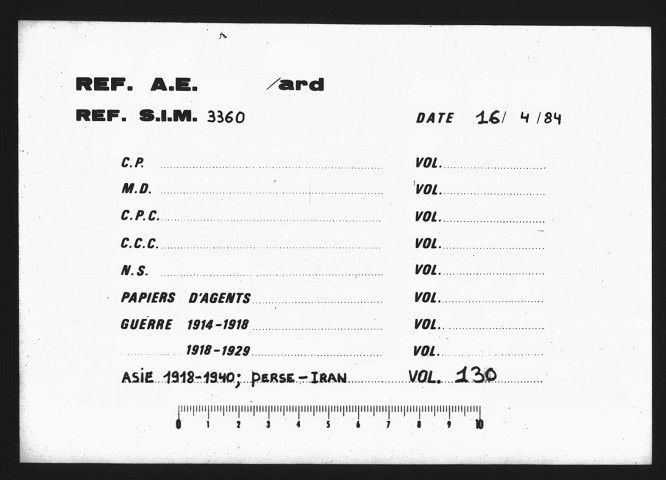 REF. A.E. /ard
REF. S.I.M. 3360 DATE 16/ 4 /84
C.P. VOL.
M.D. VOL.
C.P.C. VOL.
C.C.C. VOL.
N.S. VOL.
PAPIERS D'AGENTS VOL.
GUERRE 1914-1918 VOL.
1918-1929 VOL.
ASIE 1918-1940; PERSE-IRAN VOL. 130
0 1 2 3 4 5 6 7 8 9 10